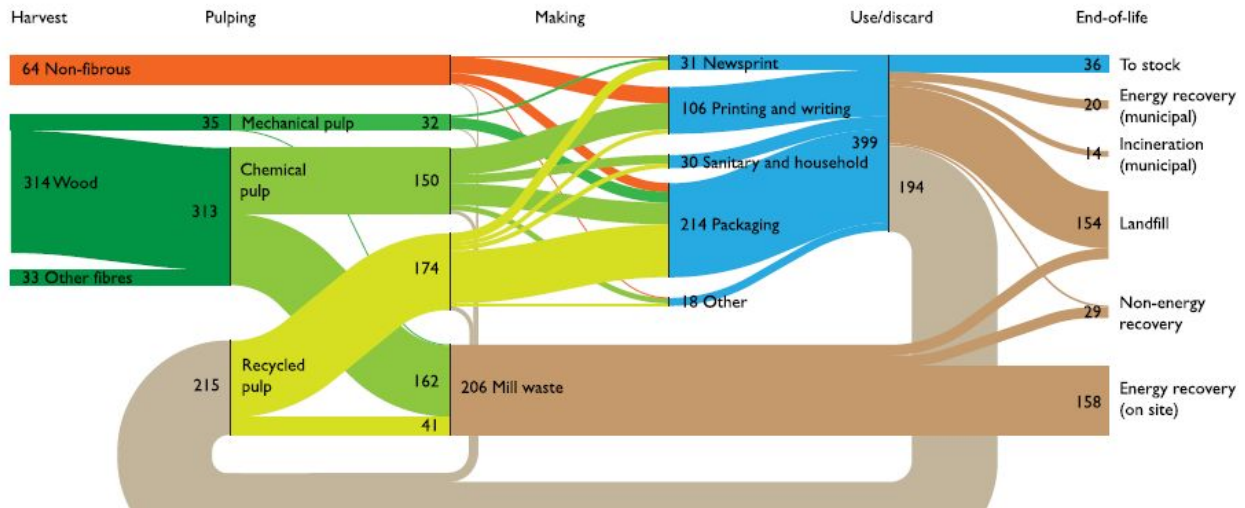 Harvest Pulping Making Use/discard End-of-life
64 Non-fibrous
31 Newsprint
36 To stock
106 Printing and writing
20 Energy recovery
(municipal)
35 Mechanical pulp 32
399
14 Incineration
(municipal)
314 Wood
313
Chemical
pulp
150
30 Sanitary and household
194
214 Packaging
154 Landfill
33 Other fibres
174
18 Other
29 Non-energy
recovery
215
Recycled
pulp
162
206 Mill waste
158 Energy recovery
(on site)
41